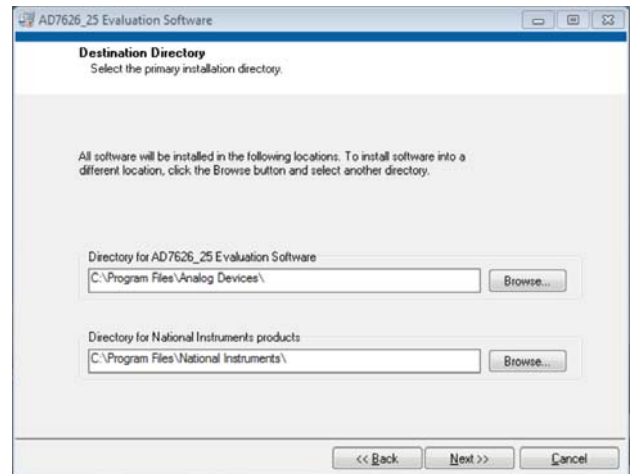 AD7626_25 Evaluation Software
Destination Directory
Select the primary installation directory.
All software will be installed in the following locations. To install software into a
different location, click the Browse button and select another directory.
Directory for AD7626_25 Evaluation Software
C:\Program Files\Analog Devices\
Browse...
Directory for National Instruments products
C:\Program Files\National Instruments\
Browse...
<< Back
Next >>
Cancel